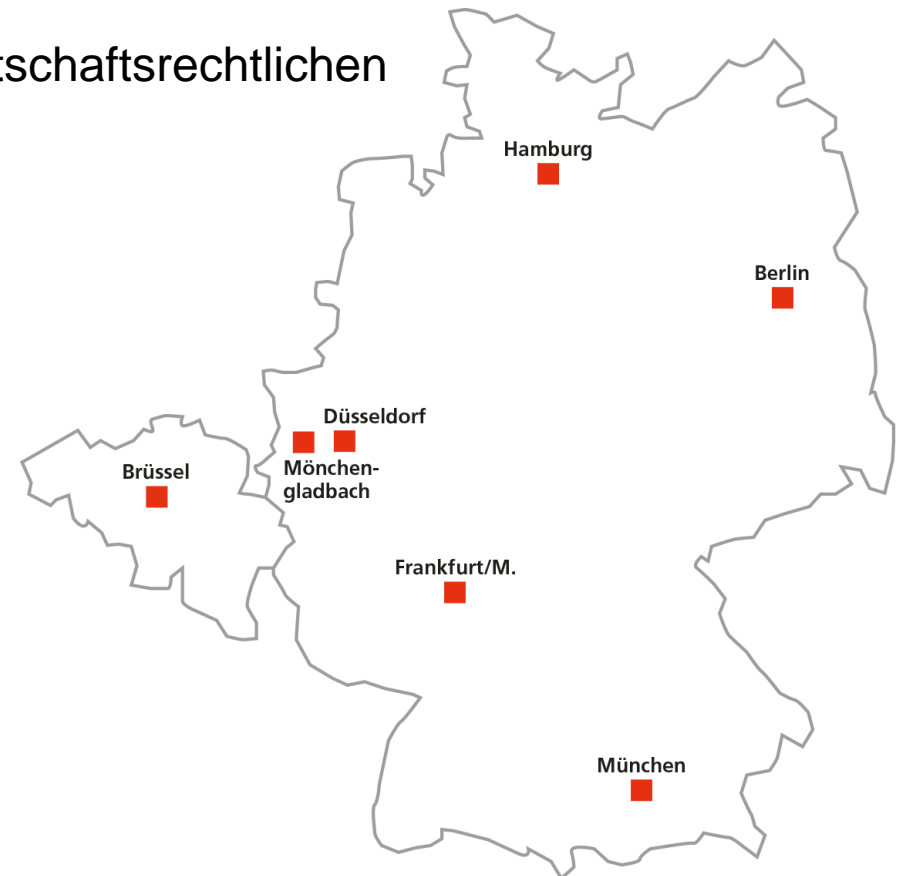 tschaftsrechtlichen
Hamburg
Berlin
Düsseldorf
Mönchen-
gladbach
Brüssel
Frankfurt/M.
München